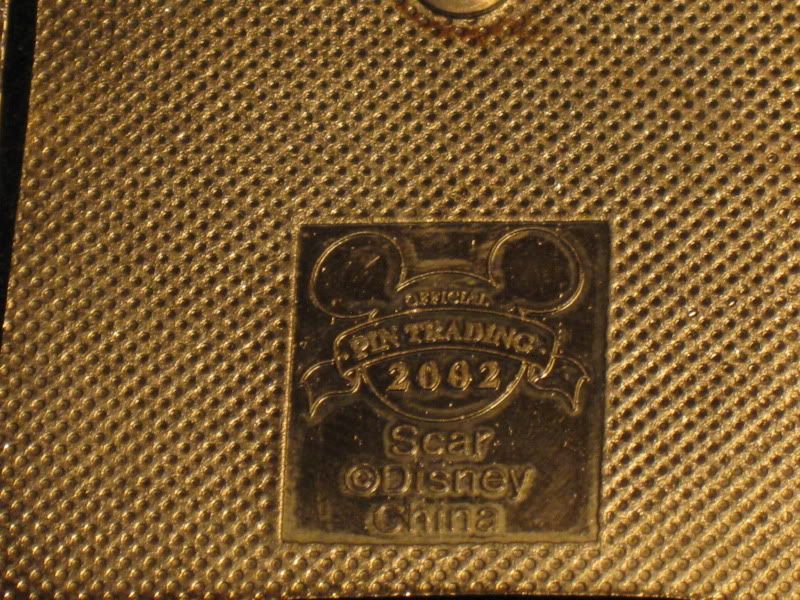 OFFICIAL
PIN TRADING
2002
Scar
©Disney
China